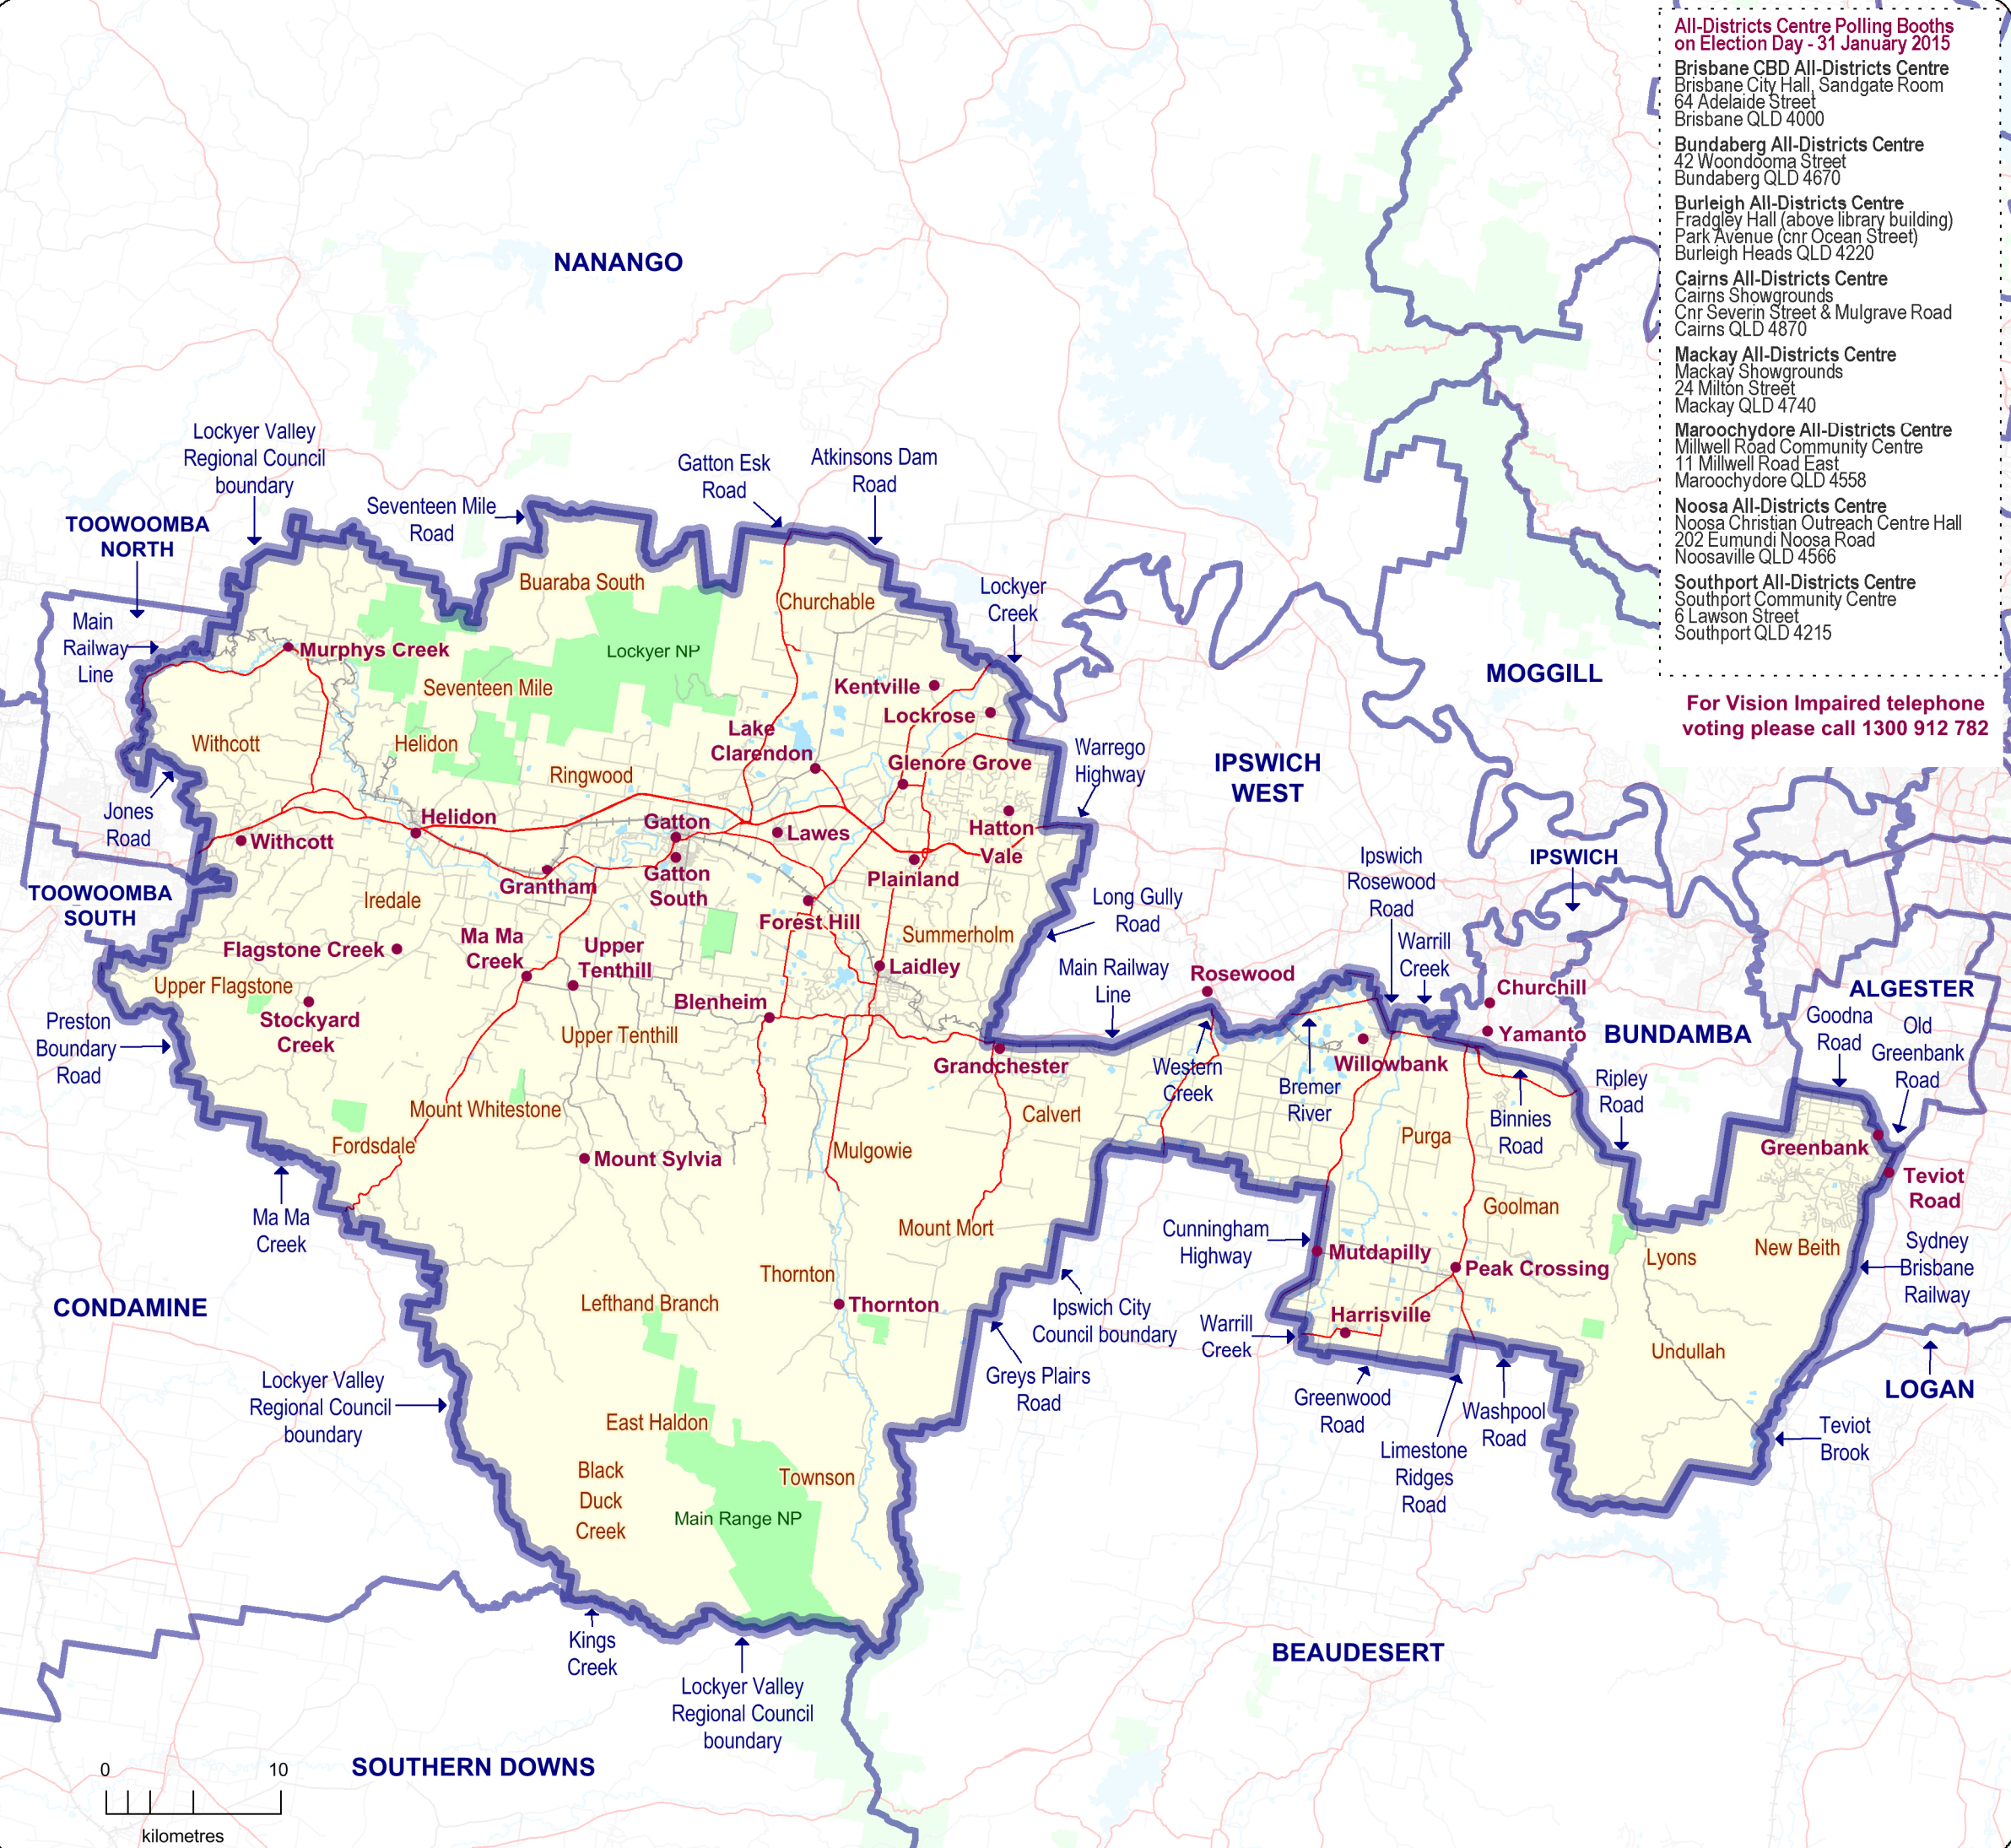 All-Districts Centre Polling Booths
on Election Day - 31 January 2015
Brisbane CBD All-Districts Centre
Brisbane City Hall, Sandgate Room
64 Adelaide Street
Brisbane QLD 4000
Bundaberg All-Districts Centre
42 Woondooma Street
Bundaberg QLD 4670
Burleigh All-Districts Centre
Fradgley Hall (above library building)
Park Avenue (cnr Ocean Street)
Burleigh Heads QLD 4220
Cairns All-Districts Centre
Cairns Showgrounds
Cnr Severin Street & Mulgrave Road
Cairns QLD 4870
Mackay All-Districts Centre
Mackay Showgrounds
24 Milton Street
Mackay QLD 4740
Maroochydore All-Districts Centre
Millwell Road Community Centre
11 Millwell Road East
Maroochydore QLD 4558
Noosa All-Districts Centre
Noosa Christian Outreach Centre Hall
202 Eumundi Noosa Road
Noosaville QLD 4566
Southport All-Districts Centre
Southport Community Centre
6 Lawson Street
Southport QLD 4215
For Vision Impaired telephone
voting please call 1300 912 782
NANANGO
Lockyer Valley
Regional Council
boundary
Seventeen Mile
Road
Gatton Esk
Road
Atkinsons Dam
Road
TOOWOOMBA
NORTH
Main
Railway
Line
Buaraba South
Churchable
Lockyer
Creek
Murphys Creek
Lockyer NP
Seventeen Mile
Kentville
Lockrose
MOGGILL
Withcott
Helidon
Lake
Clarendon
Glenore Grove
Ringwood
Warrego
Highway
IPSWICH
WEST
Jones
Road
Withcott
Helidon
Gatton
Lawes
Hatton
Vale
Grantham
Gatton
South
Plainland
Ipswich
Rosewood
Road
IPSWICH
TOOWOOMBA
SOUTH
Iredale
Forest Hill
Long Gully
Road
Flagstone Creek
Ma Ma
Creek
Upper
Tenthill
Summerholm
Laidley
Main Railway
Line
Rosewood
Warrill
Creek
Churchill
Yamanto
ALGESTER
BUNDAMBA
Goodna
Road
Old
Greenbank
Road
Upper Flagstone
Stockyard
Creek
Blenheim
Preston
Boundary
Road
Upper Tenthill
Grandchester
Western
Creek
Bremer
River
Willowbank
Binnies
Road
Ripley
Road
Mount Whitestone
Calvert
Fordsdale
Mulgowie
Purga
Greenbank
Mount Sylvia
Teviot
Road
Ma Ma
Creek
Mount Mort
Goolman
Cunningham
Highway
Mutdapilly
Lyons
New Beith
Sydney
Brisbane
Railway
Peak Crossing
Thornton
Thornton
CONDAMINE
Lefthand Branch
Ipswich City
Council boundary
Warrill
Creek
Harrisville
Undullah
Greys Plairs
Road
Lockyer Valley
Regional Council
boundary
Greenwood
Road
Limestone
Ridges
Road
Washpool
Road
LOGAN
Teviot
Brook
East Haldon
Black
Duck
Creek
Townson
Main Range NP
Kings
Creek
Lockyer Valley
Regional Council
boundary
BEAUDESERT
SOUTHERN DOWNS
0
10
kilometres